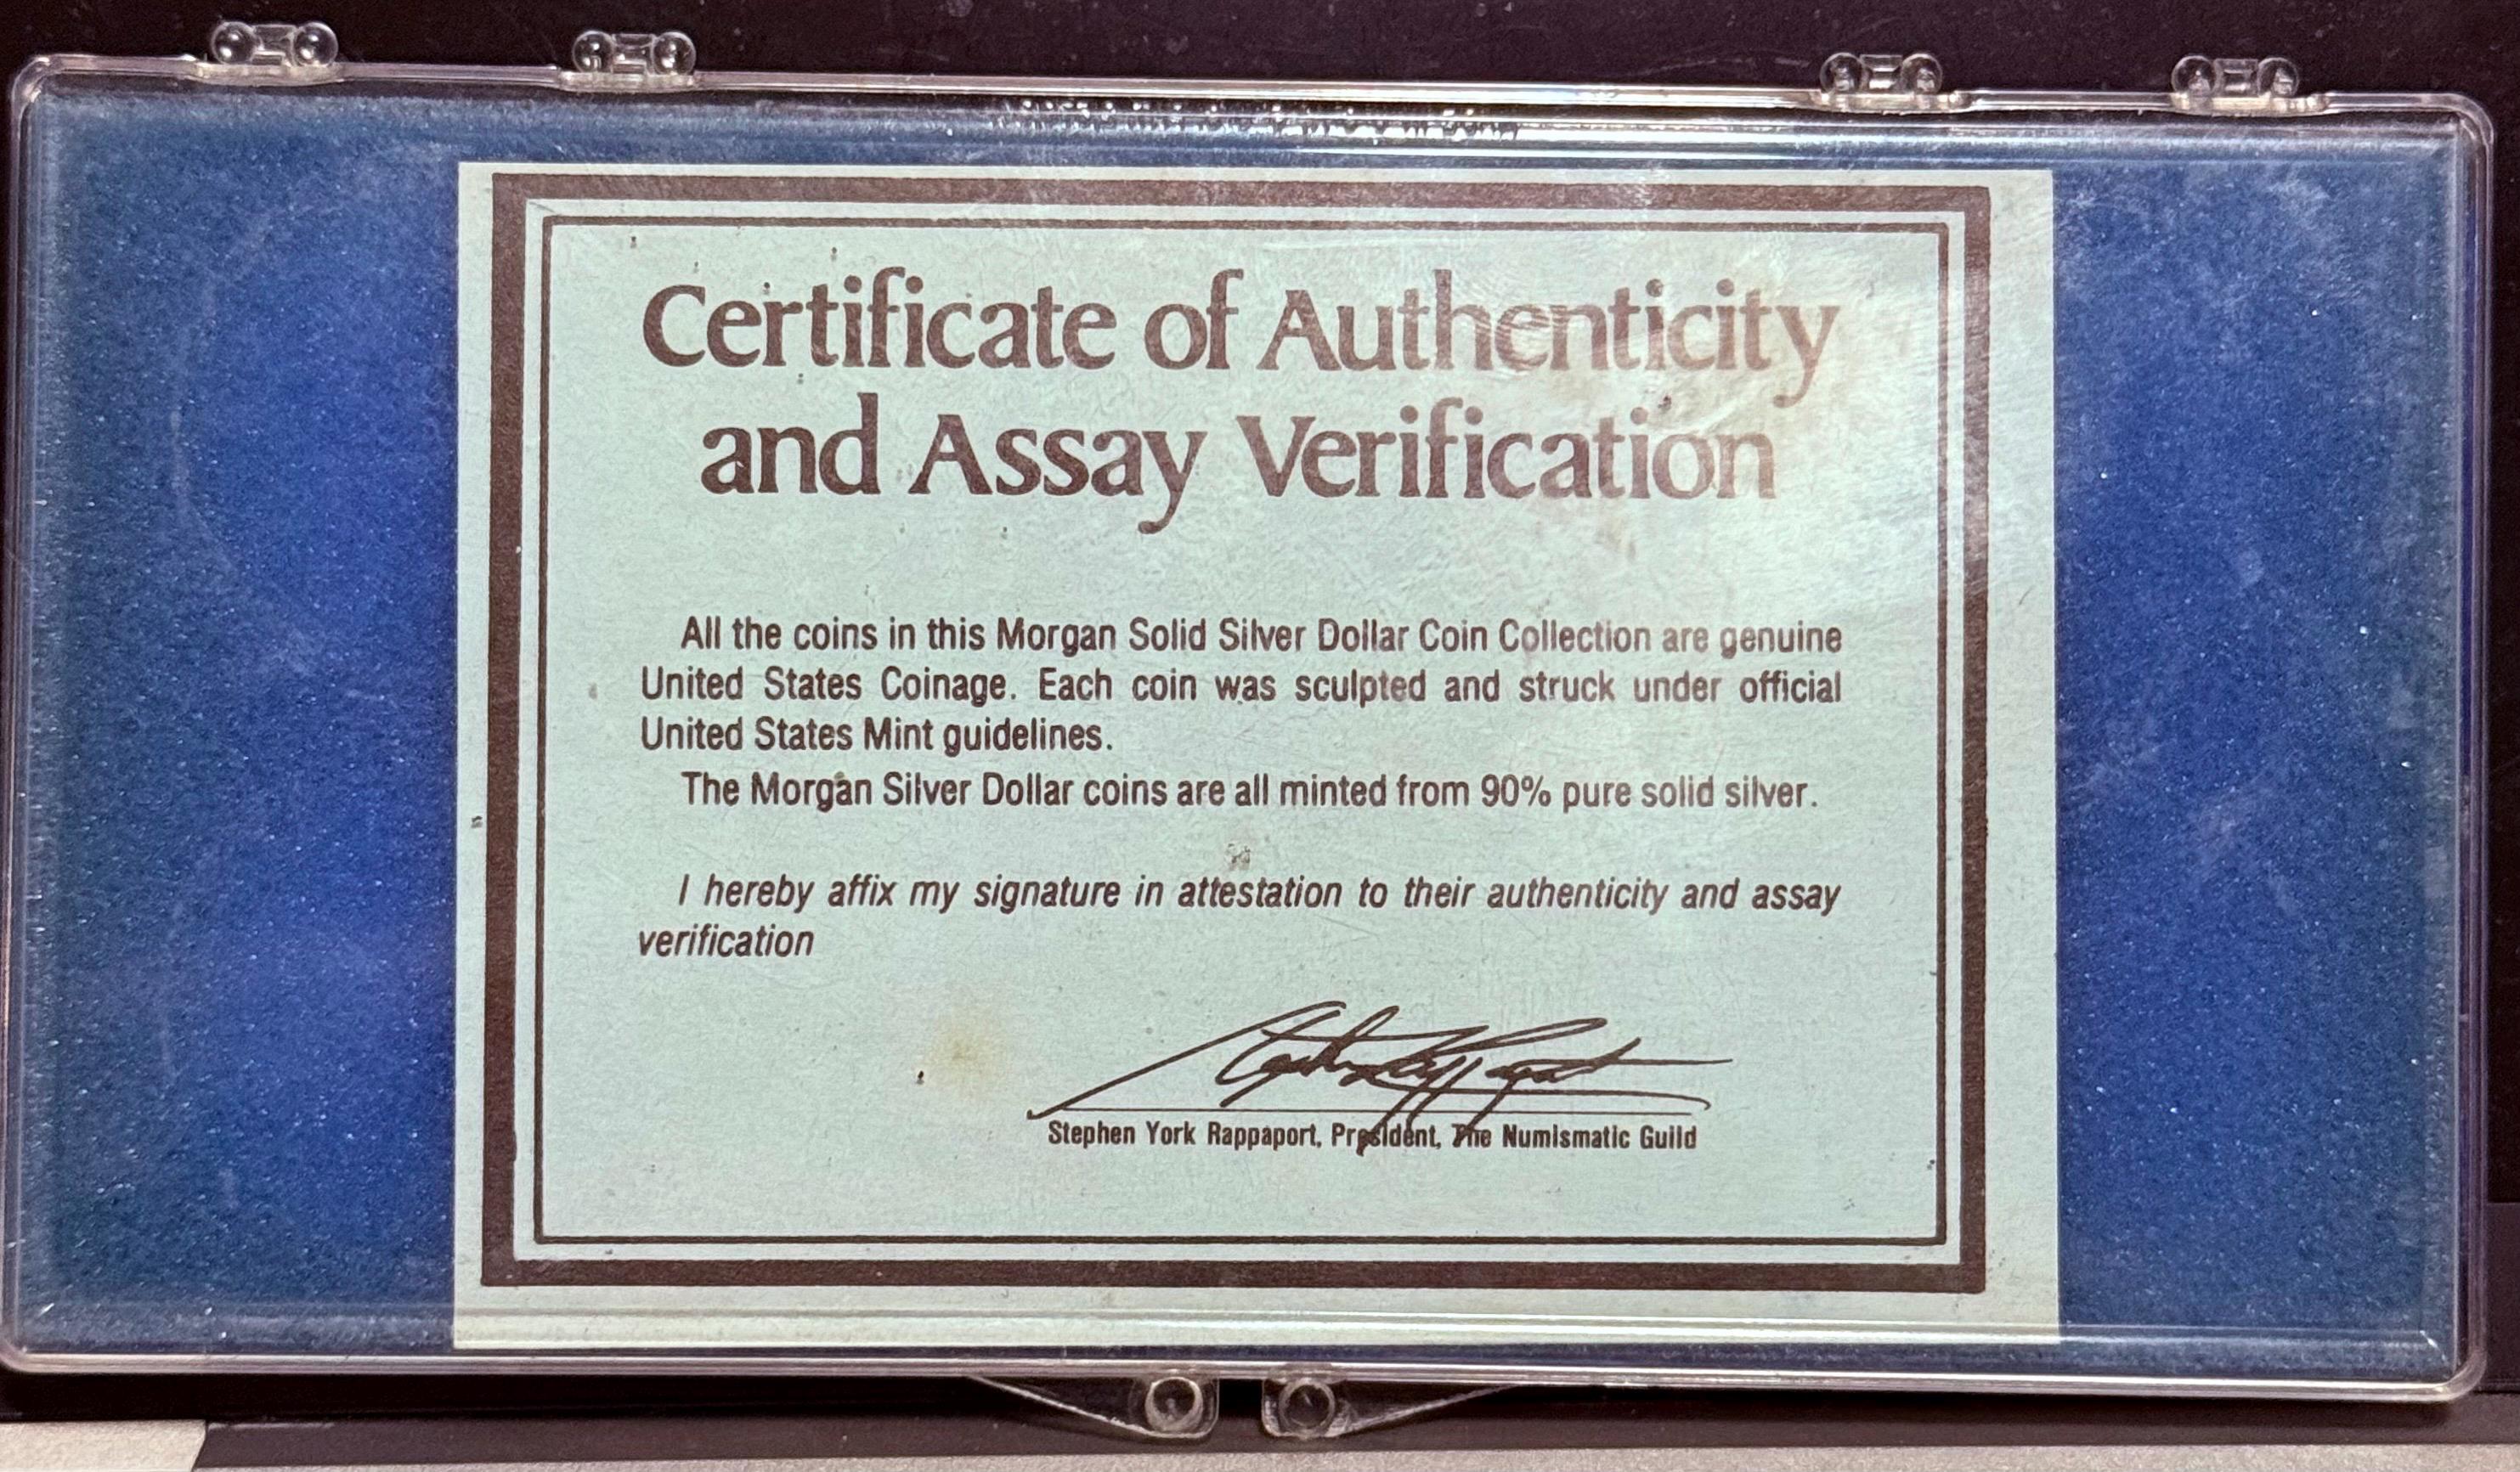 Certificate of Authenticity
and Assay Verification
All the coins in this Morgan Solid Silver Dollar Coin Collection are genuine
United States Coinage. Each coin was sculpted and struck under official
United States Mint guidelines.
The Morgan Silver Dollar coins are all minted from 90% pure solid silver.
I hereby affix my signature in attestation to their authenticity and assay
verification
Stephen York Rappaport, President, The Numismatic Guild